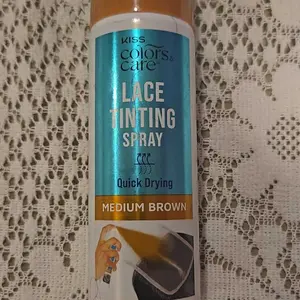 KISS
colors &
care
LACE
TINTING
SPRAY
Quick Drying
MEDIUM BROWN